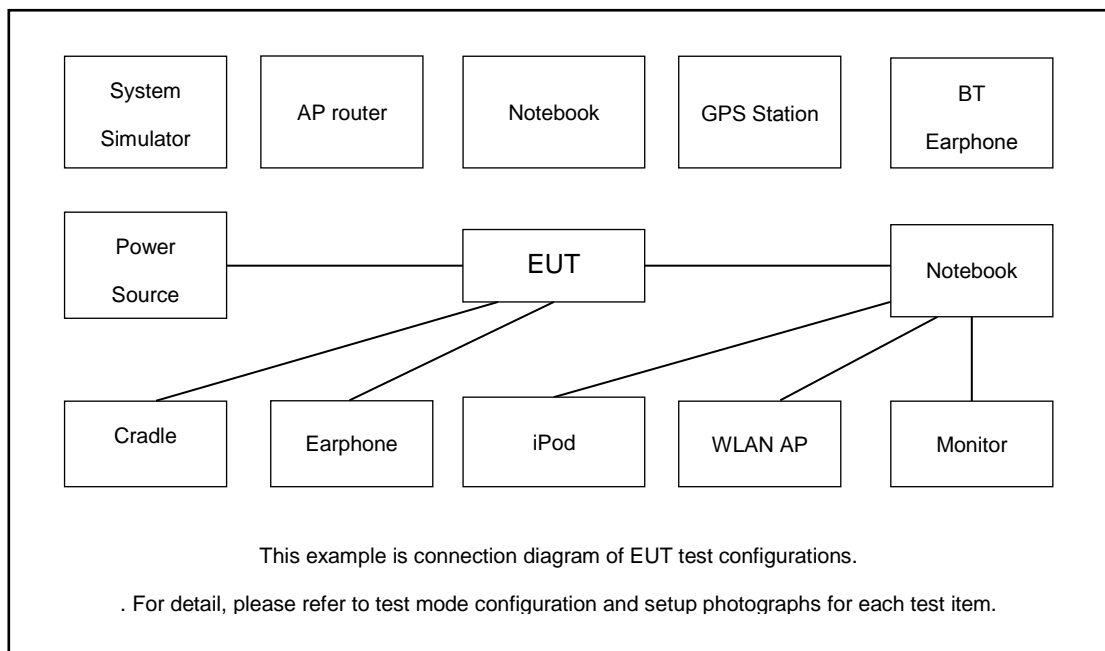 System
Simulator
AP router
Notebook
GPS Station
BT
Earphone
Power
Source
EUT
Notebook
Cradle
Earphone
iPod
WLAN AP
Monitor
This example is connection diagram of EUT test configurations.
. For detail, please refer to test mode configuration and setup photographs for each test item.